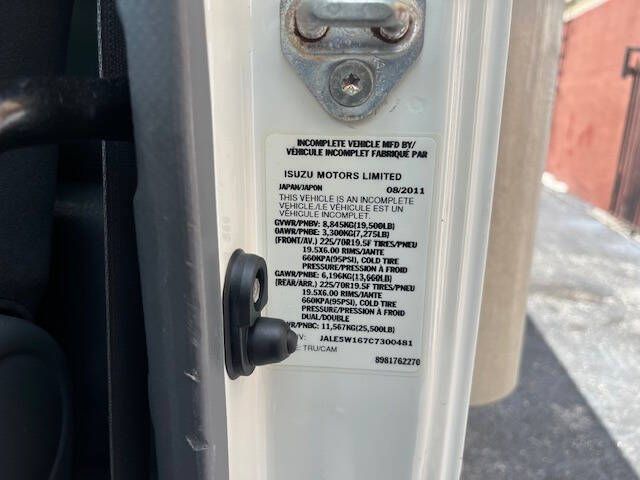 INCOMPLETE VEHICLE MFD BY/
VÉHICULE INCOMPLET FABRIQUÉ PAR
ISUZU MOTORS LIMITED
JAPAN/JAPON 08/2011
THIS VEHICLE IS AN INCOMPLETE
VEHICLE/LE VÉHICULE EST UN
VÉHICULE INCOMPLET.
GVWR/PNBV: 8,845KG(19,500LB)
GAWR/PNBE: 3,300KG(7,275LB)
(FRONT/AV.) 225/70R19.5F TIRES/PNEU
19.5X6.00 RIMS/JANTE
660KPA(95PSI), COLD TIRE
PRESSURE/PRESSION À FROID
GAWR/PNBE: 6,196KG(13,660LB)
(REAR/ARR.) 225/70R19.5F TIRES/PNEU
19.5X6.00 RIMS/JANTE
660KPA(95PSI), COLD TIRE
PRESSURE/PRESSION À FROID
DUAL/DOUBLE
WR/PNBC: 11,567KG(25,500LB)
JALE5W167C7300481
TRU/CAM
8981762270